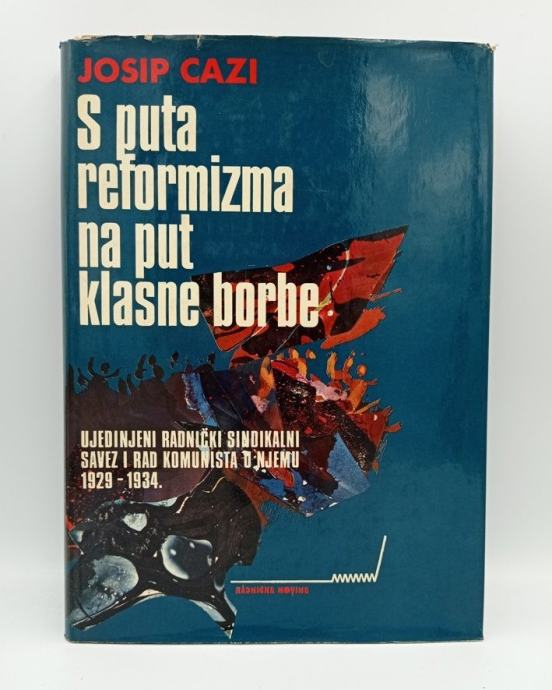 JOSIP CAZI
S puta
reformizma
na put
klasne borbe
UJEDINJENI RADNIČKI SINDIKALNI
SAVEZ I RAD KOMUNISTA U NJEMU
1929 - 1934.
RADNIČKE NOVINE